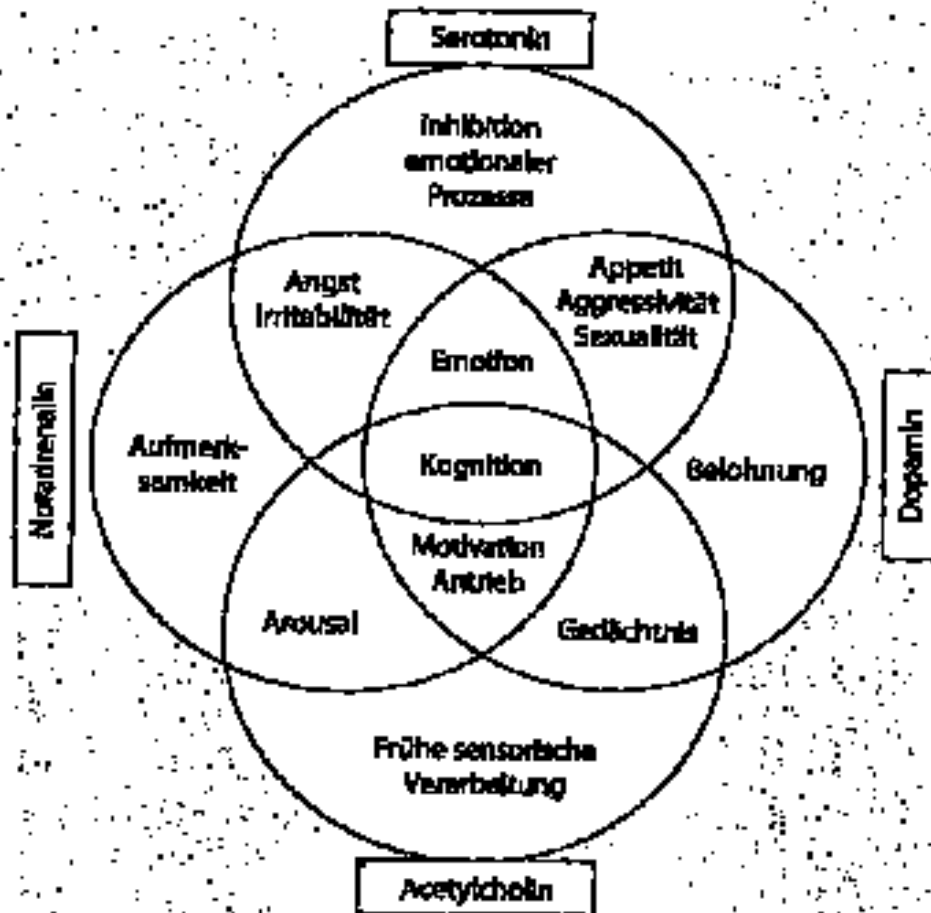 Serotonin
Inhibition
emotionaler
Prozesse
Angst
Irritabilität
Appetit
Aggressivität
Sexualität
Emotion
Noradrenalin
Aufmerk-
samkeit
Kognition
Belohnung
Dopamin
Motivation
Antrieb
Arousal
Gedächtnis
Frühe sensorische
Verarbeitung
Acetylcholin